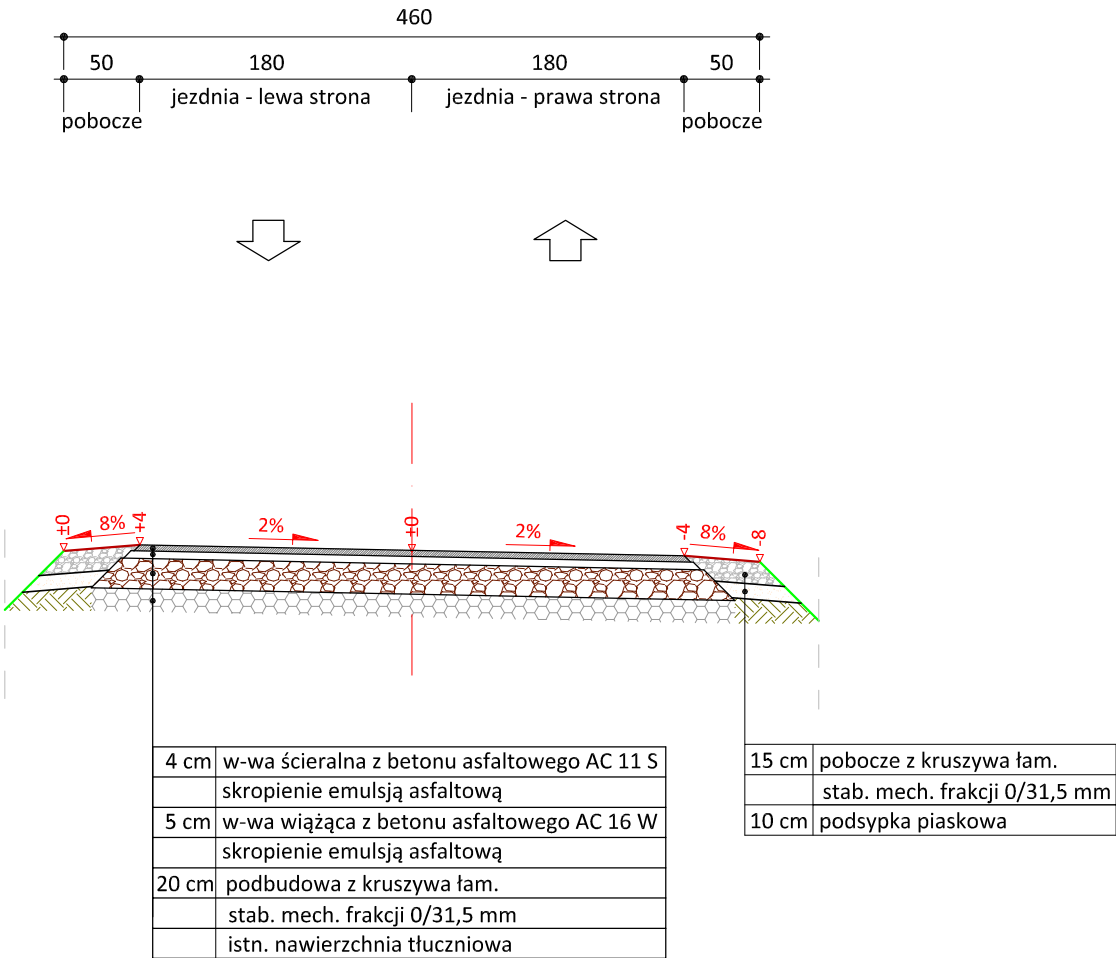 460
50 180 180 50
jezdnia - lewa strona jezdnia - prawa strona
pobocze pobocze
±0 8% +4 2% ±0 2% -4 8% -8
4 cm w-wa ścieralna z betonu asfaltowego AC 11 S
skropienie emulsją asfaltową
5 cm w-wa wiążąca z betonu asfaltowego AC 16 W
skropienie emulsją asfaltową
20 cm podbudowa z kruszywa łam.
stab. mech. frakcji 0/31,5 mm
istn. nawierzchnia tłuczniowa
15 cm pobocze z kruszywa łam.
stab. mech. frakcji 0/31,5 mm
10 cm podsypka piaskowa